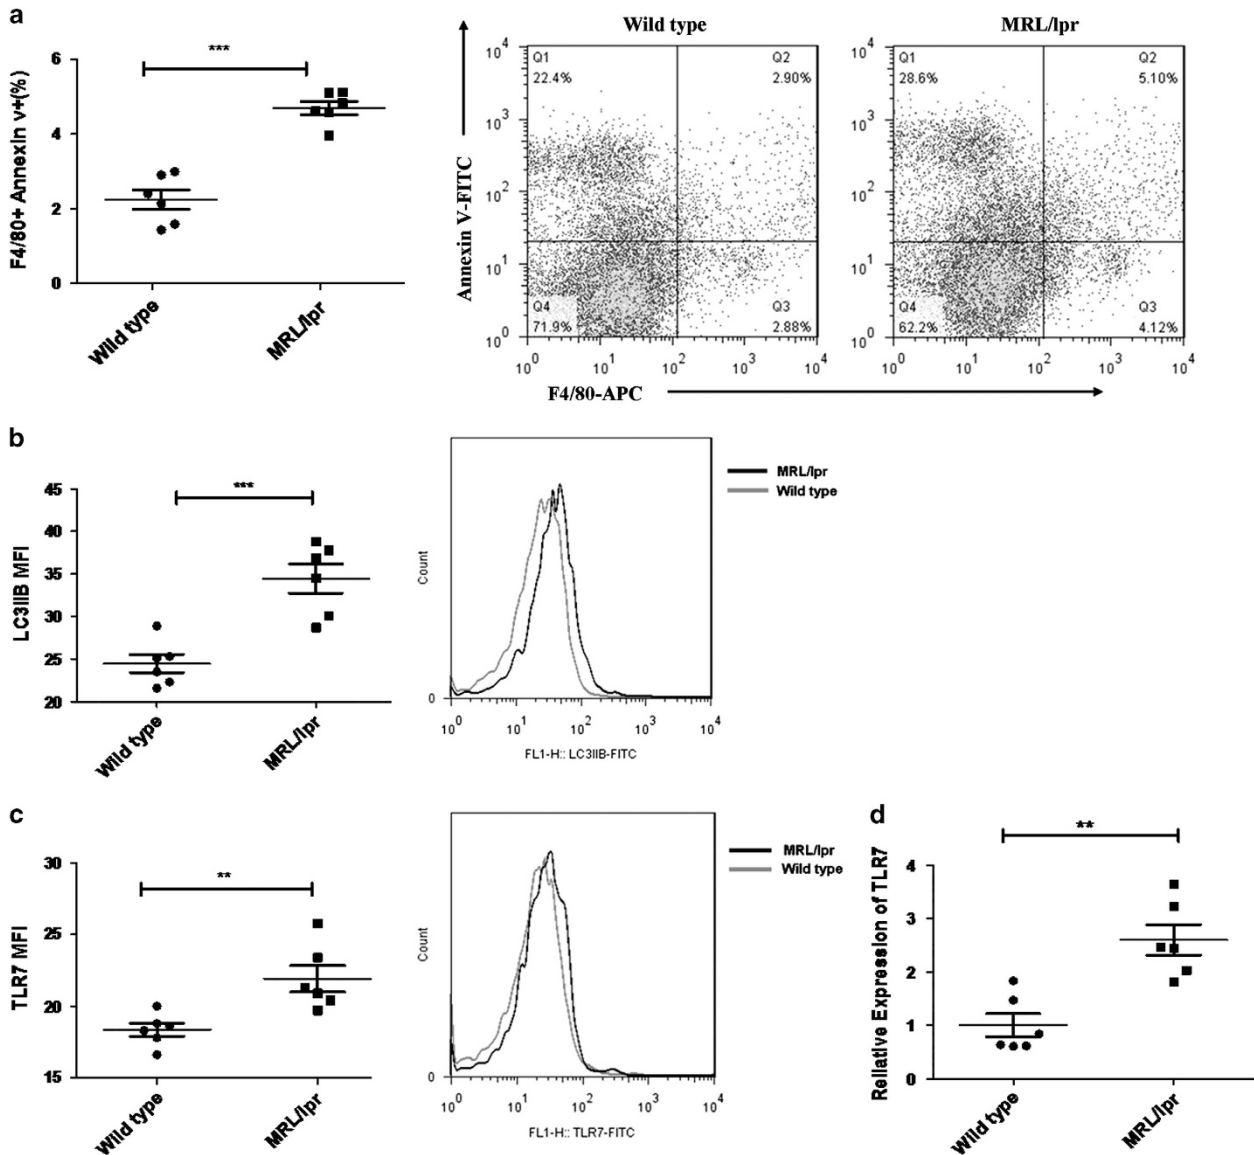 a
F4/80+ Annexin v+(%)
6
4
2
0
***
Wild type
MRL/lpr
Wild type
MRL/lpr
Annexin V-FITC
10^4
10^3
10^2
10^1
10^0
Q1
22.4%
Q2
2.90%
Q4
71.9%
Q3
2.88%
10^0 10^1 10^2 10^3 10^4
10^4
10^3
10^2
10^1
10^0
Q1
28.6%
Q2
5.10%
Q4
62.2%
Q3
4.12%
10^0 10^1 10^2 10^3 10^4
F4/80-APC
b
LC3IIB MFI
45
40
35
30
25
20
***
Wild type
MRL/lpr
Count
0
10^0 10^1 10^2 10^3 10^4
FL1-H:: LC3IIB-FITC
MRL/lpr
Wild type
c
TLR7 MFI
30
25
20
15
**
Wild type
MRL/lpr
Count
0
10^0 10^1 10^2 10^3 10^4
FL1-H:: TLR7-FITC
MRL/lpr
Wild type
d
Rellative Expression of TLR7
4
3
2
1
0
**
Wild type
MRL/lpr